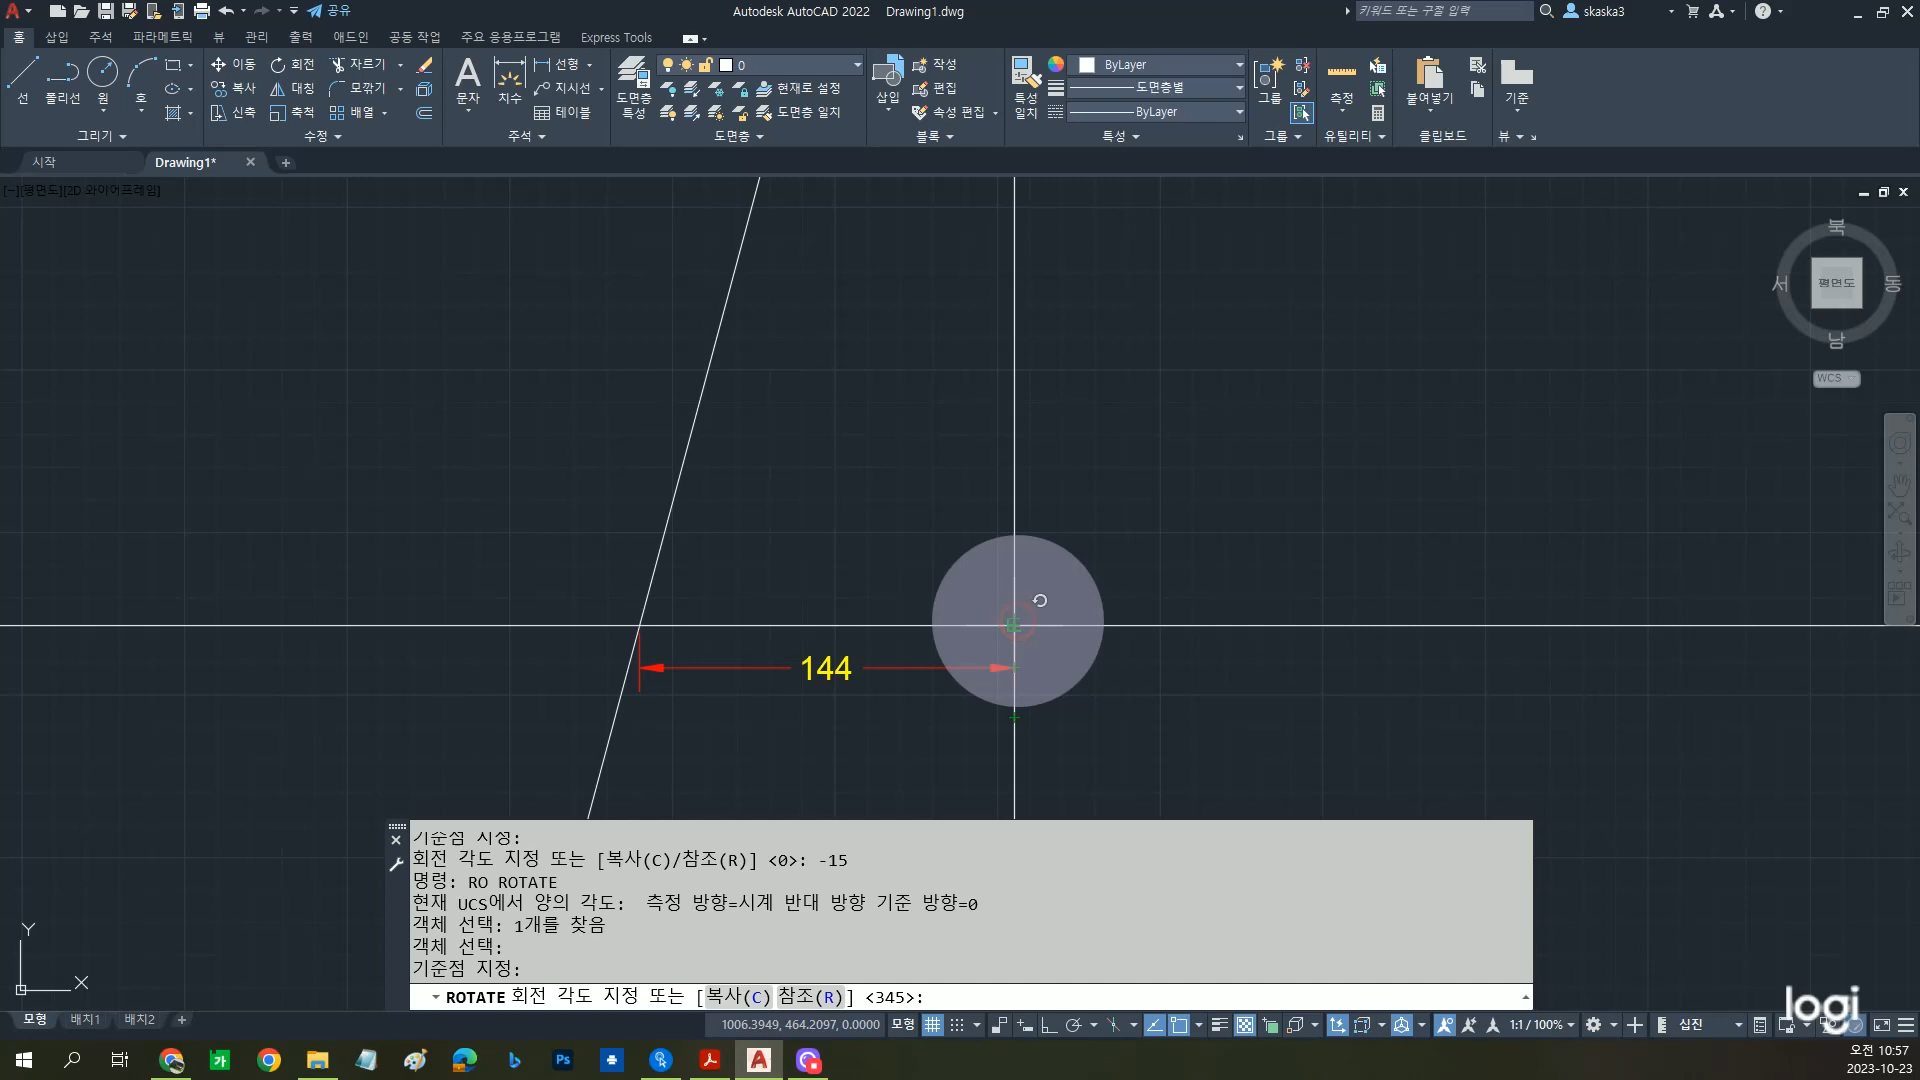 공유
Autodesk AutoCAD 2022 Drawing1.dwg
키워드 또는 구절 입력
skaska3
홈 삽입 주석 파라메트릭 뷰 관리 출력 애드인 공동 작업 주요 응용프로그램 Express Tools
선 폴리선 원 호
이동 회전 자르기
복사 대칭 모깎기
신축 축척 배열
문자 치수
선형
지시선
테이블
도면층 특성
0
현재로 설정
도면층 일치
삽입
작성
편집
속성 편집
특성 일치
ByLayer
도면층별
ByLayer
그룹
측정
붙여넣기
기준
그리기 수정 주석 도면층 블록 특성 그룹 유틸리티 클립보드 뷰
시작 Drawing1*
[−][평면도][2D 와이어프레임]
북
서 평면도 동
남
WCS
144
기준점 지정:
회전 각도 지정 또는 [복사(C)/참조(R)] <0>: -15
명령: RO ROTATE
현재 UCS에서 양의 각도: 측정 방향=시계 반대 방향 기준 방향=0
객체 선택: 1개를 찾음
객체 선택:
기준점 지정:
ROTATE 회전 각도 지정 또는 [복사(C) 참조(R)] <345>:
Y
X
모형 배치1 배치2
1006.3949, 464.2097, 0.0000 모형
1:1 / 100%
십진
logi
가
Ps
오전 10:57
2023-10-23